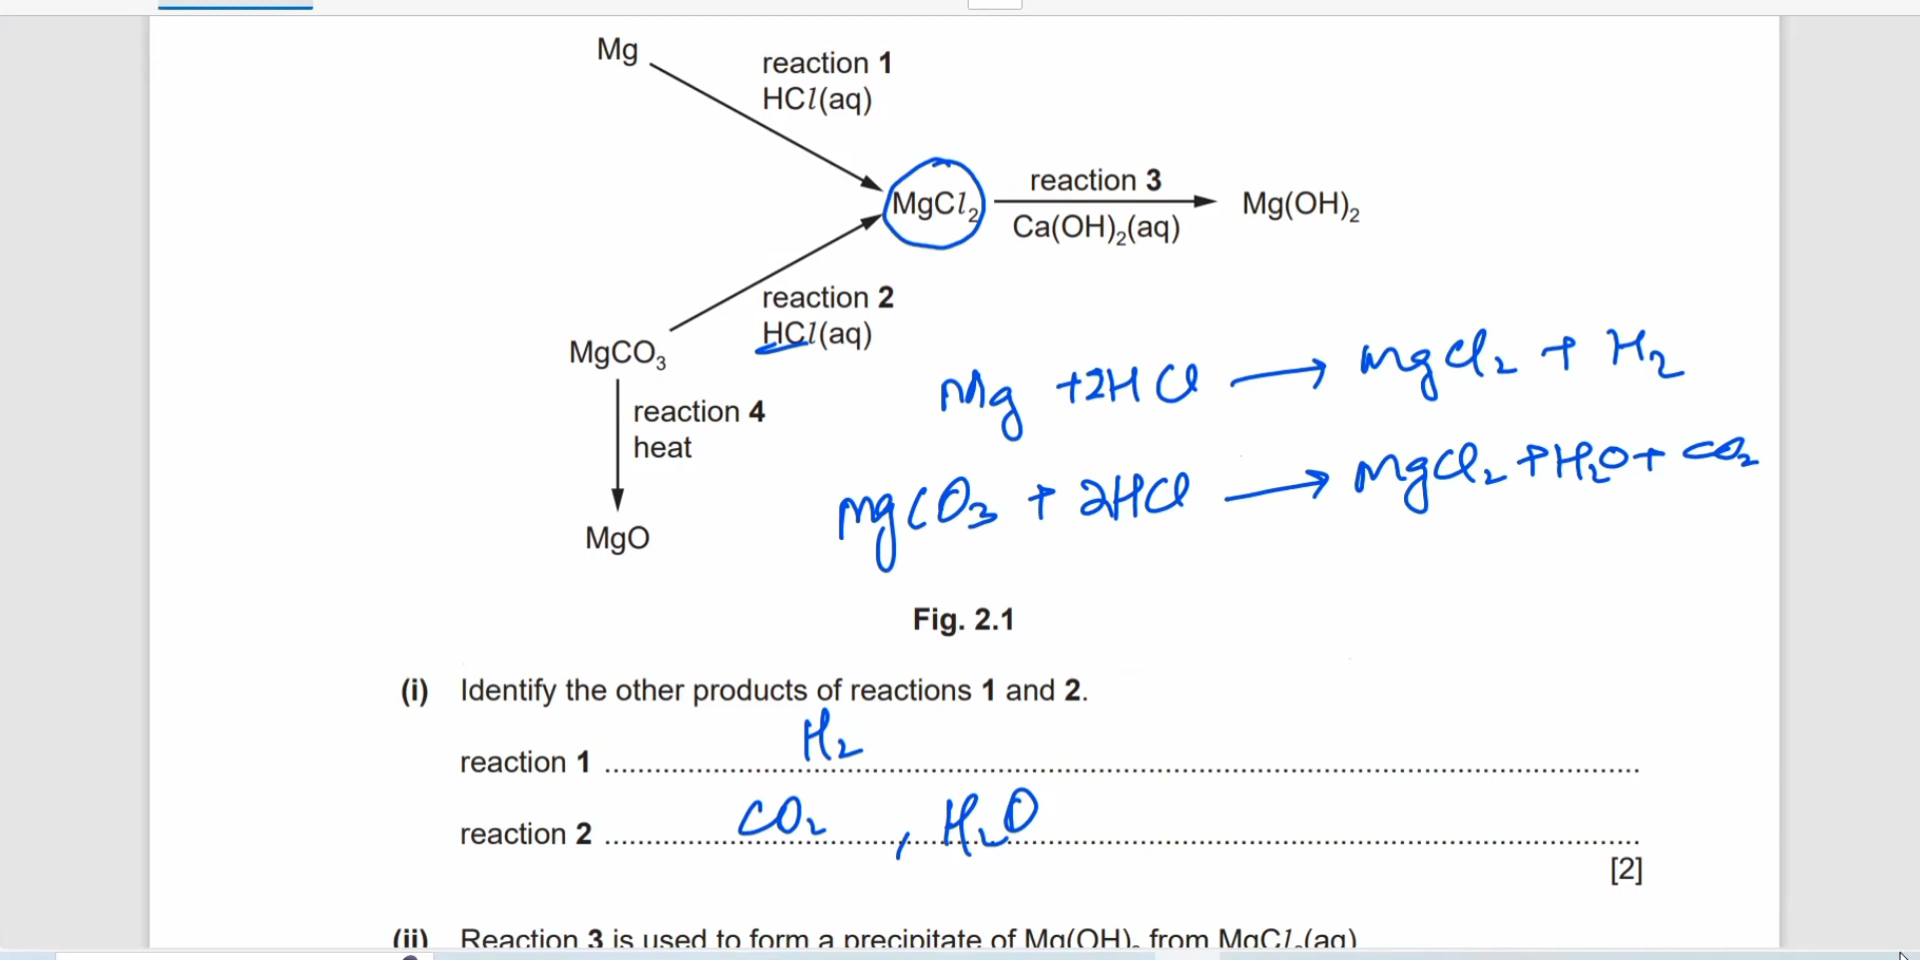 Mg
reaction 1
HCl(aq)
MgCl₂
reaction 3
Ca(OH)₂(aq)
Mg(OH)₂
reaction 2
HCl(aq)
MgCO₃
reaction 4
heat
MgO
Mg +2HCl ⟶ MgCl₂ + H₂
MgCO₃ + 2HCl ⟶ MgCl₂ + H₂O + CO₂
Fig. 2.1
(i) Identify the other products of reactions 1 and 2.
reaction 1 H₂
reaction 2 CO₂, H₂O
[2]
(ii) Reaction 3 is used to form a precipitate of Mg(OH)₂ from MgCl₂(aq)